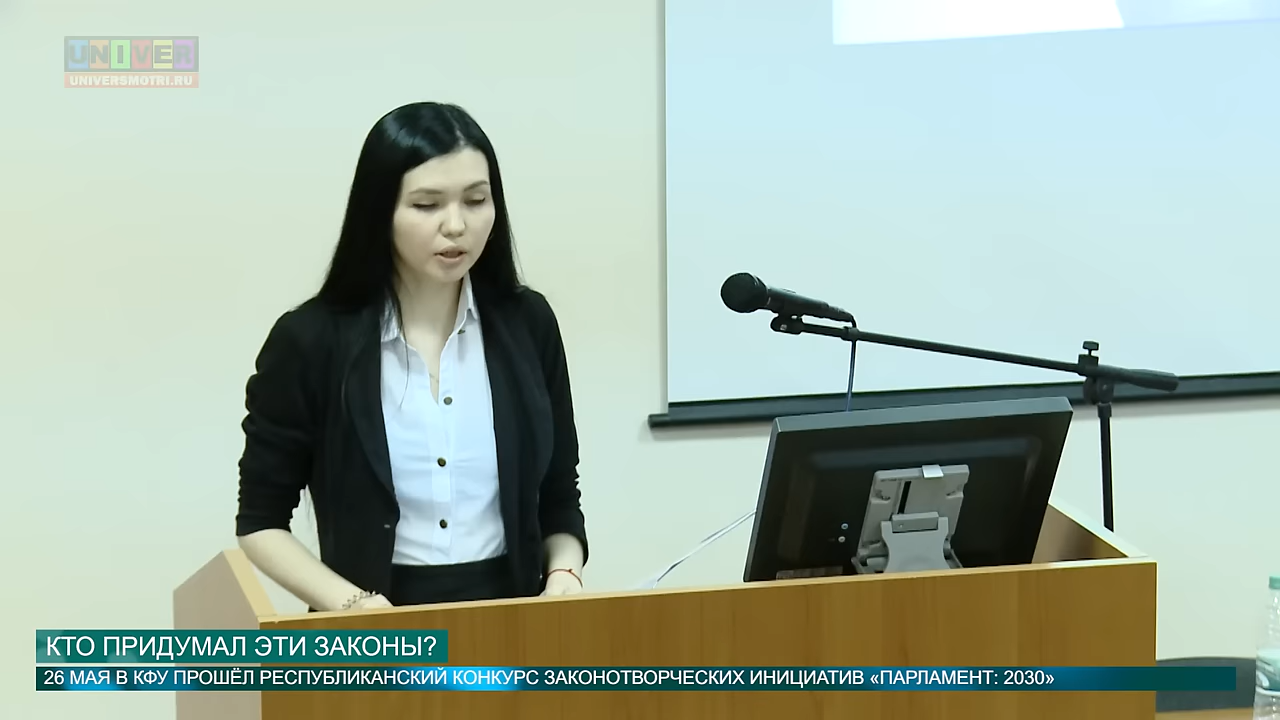 UNIVER
UNIVERSMOTRI.RU
КТО ПРИДУМАЛ ЭТИ ЗАКОНЫ?
26 МАЯ В КФУ ПРОШЁЛ РЕСПУБЛИКАНСКИЙ КОНКУРС ЗАКОНОТВОРЧЕСКИХ ИНИЦИАТИВ «ПАРЛАМЕНТ: 2030»